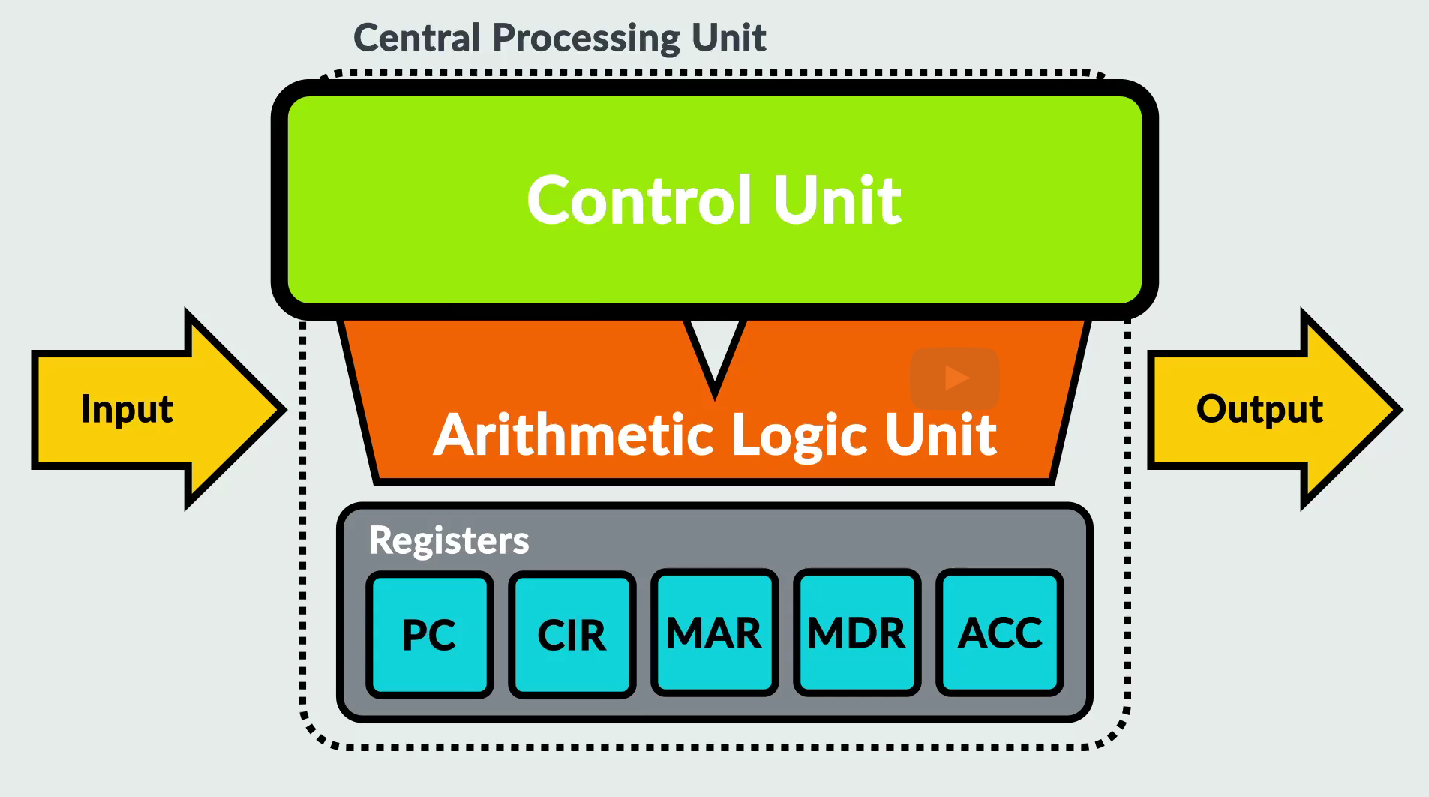 Central Processing Unit
Control Unit
Input
Output
Arithmetic Logic Unit
Registers
PC CIR MAR MDR ACC